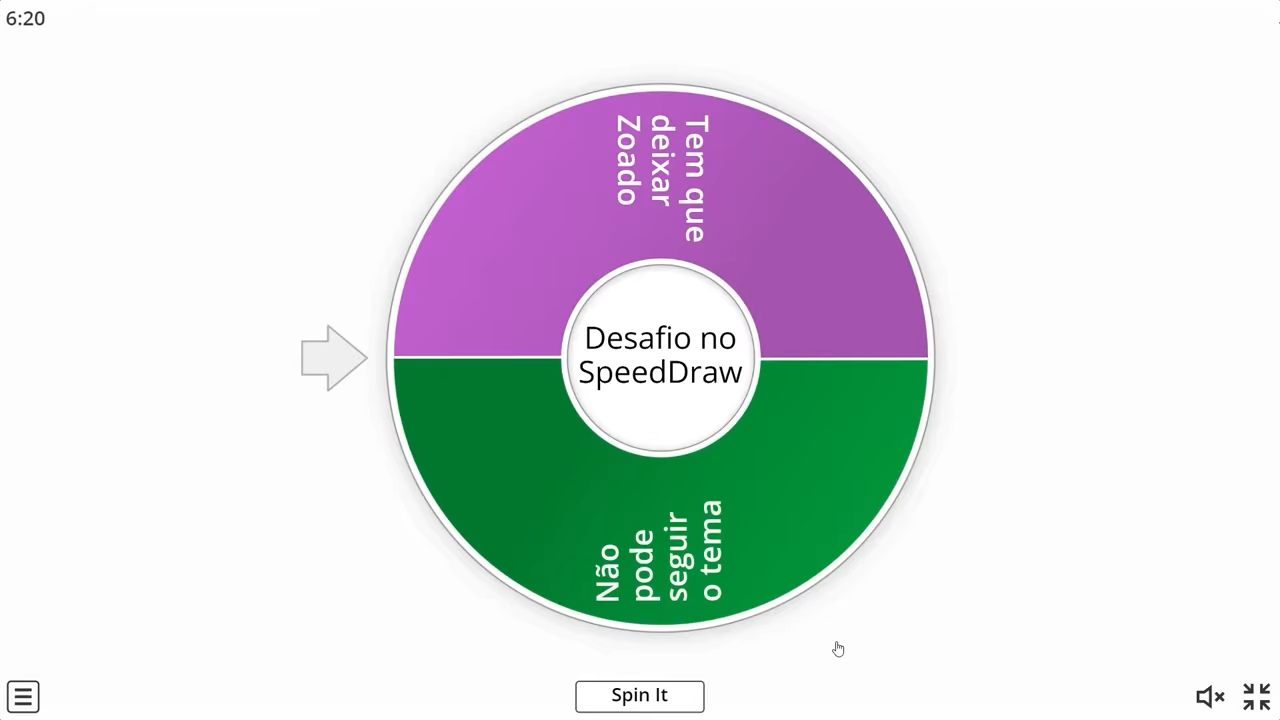 6:20
Tem que
deixar
Zoado
Desafio no
SpeedDraw
Não
pode
seguir
o tema
Spin It